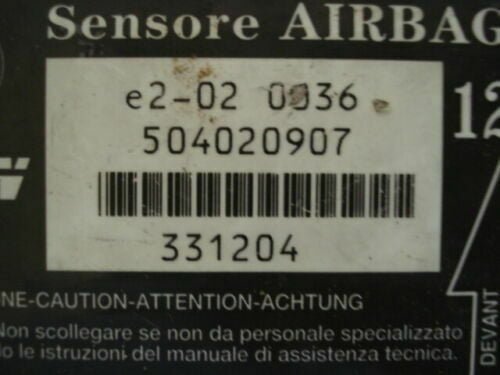 Sensore AIRBAG
e2-02 0036
12
504020907
331204
NE-CAUTION-ATTENTION-ACHTUNG
Non scollegare se non da personale specializzato
do le istruzioni del manuale di assistenza tecnica.
DEVANT